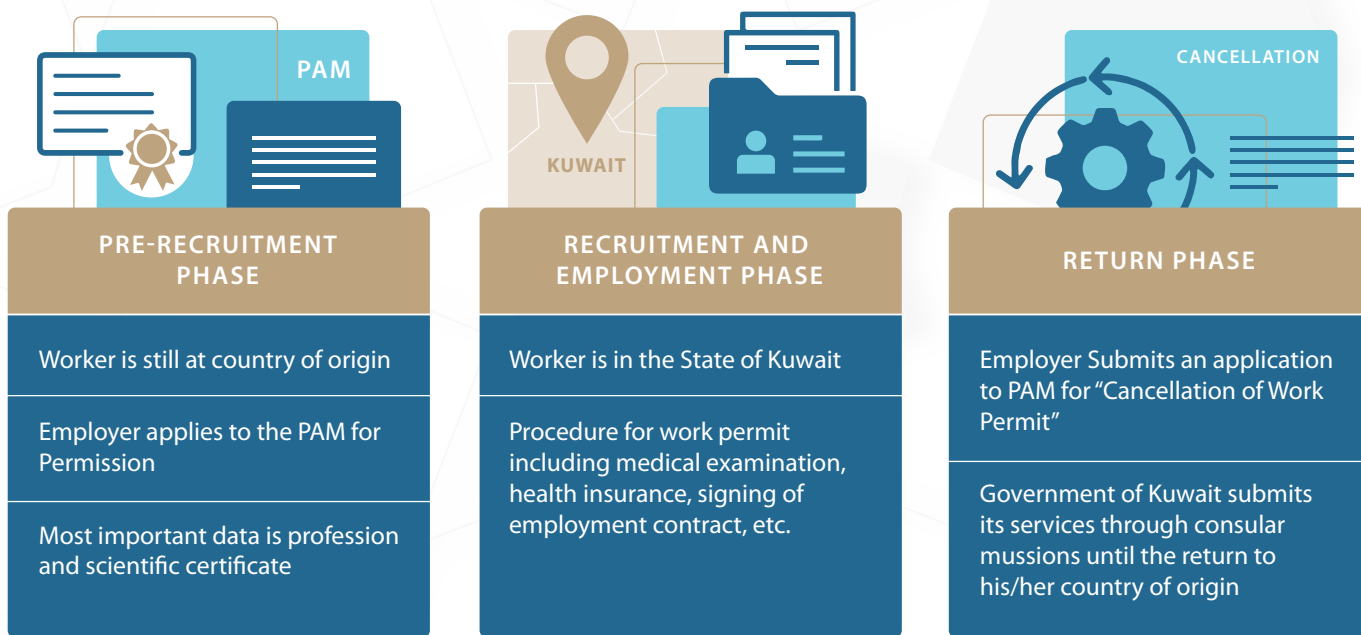 PAM
PRE-RECRUITMENT
PHASE
Worker is still at country of origin
Employer applies to the PAM for
Permission
Most important data is profession
and scientific certificate
KUWAIT
RECRUITMENT AND
EMPLOYMENT PHASE
Worker is in the State of Kuwait
Procedure for work permit
including medical examination,
health insurance, signing of
employment contract, etc.
CANCELLATION
RETURN PHASE
Employer Submits an application
to PAM for “Cancellation of Work
Permit”
Government of Kuwait submits
its services through consular
mussions until the return to
his/her country of origin